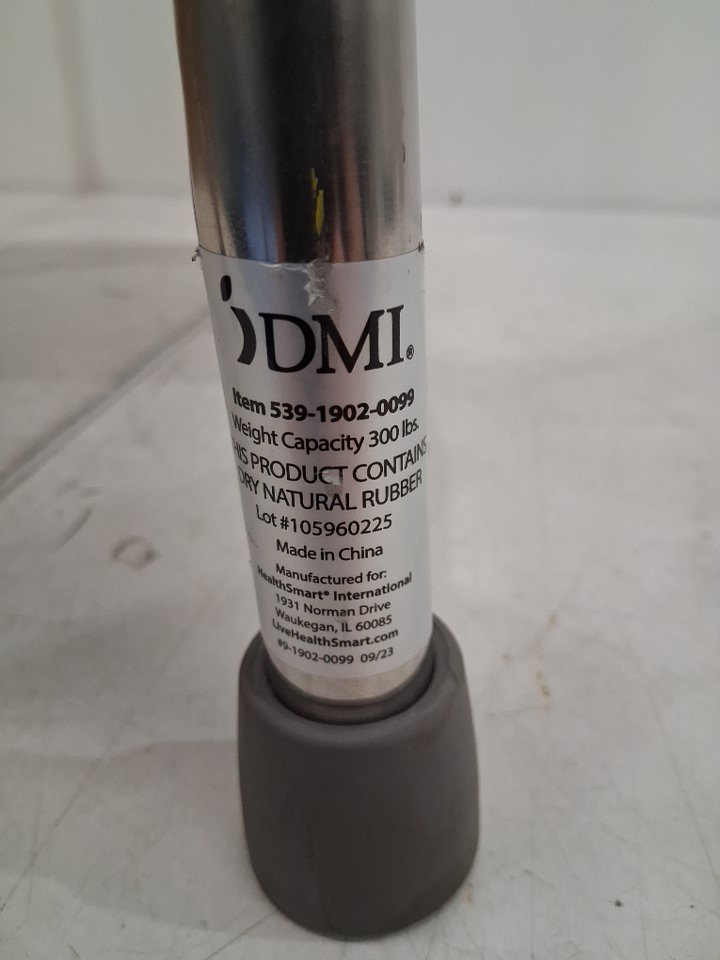 DMI®
Item 539-1902-0099
Weight Capacity 300 lbs.
HIS PRODUCT CONTAINS
DRY NATURAL RUBBER
Lot #105960225
Made in China
Manufactured for:
HealthSmart® International
1931 Norman Drive
Waukegan, IL 60085
LiveHealthSmart.com
#9-1902-0099 09/23